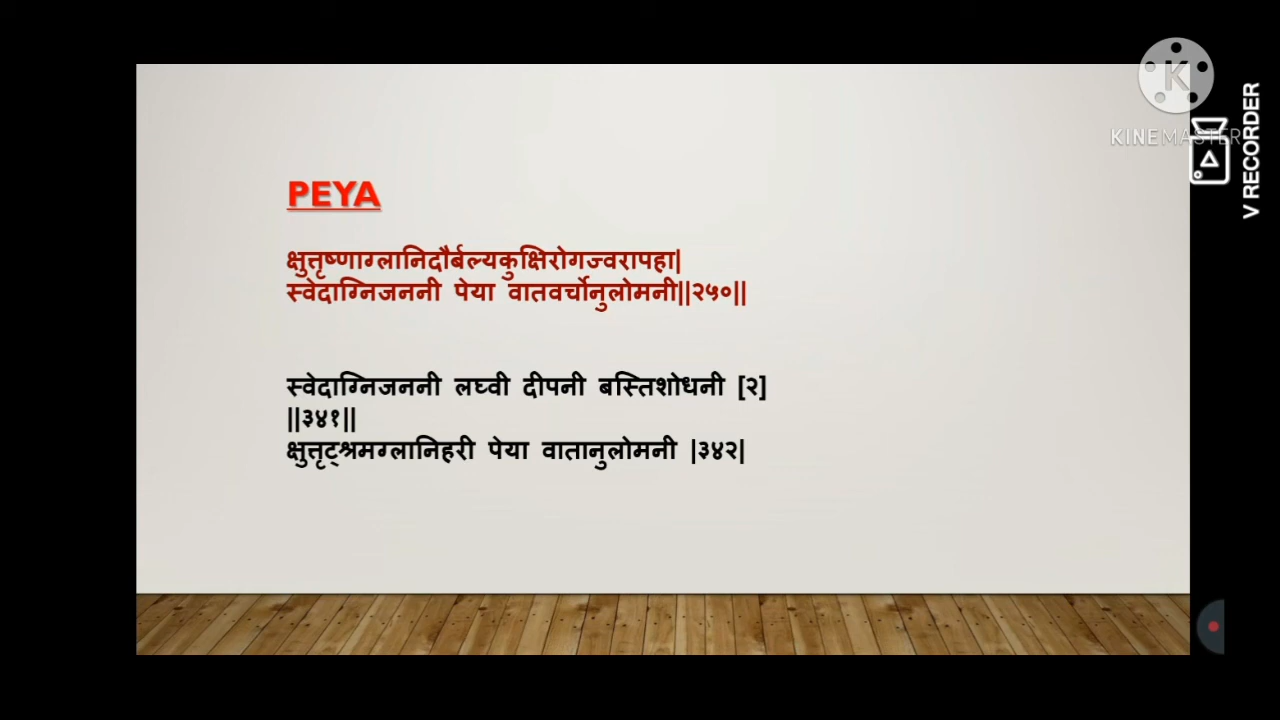 KINEMASTER
V RECORDER
PEYA
क्षुत्तृष्णाग्लानिदौर्बल्यकुक्षिरोगज्वरापहा|
स्वेदाग्निजननी पेया वातवर्चोनुलोमनी||२५०||
स्वेदाग्निजननी लघ्वी दीपनी बस्तिशोधनी [२]
||३४१||
क्षुत्तृट्श्रमग्लानिहरी पेया वातानुलोमनी |३४२|